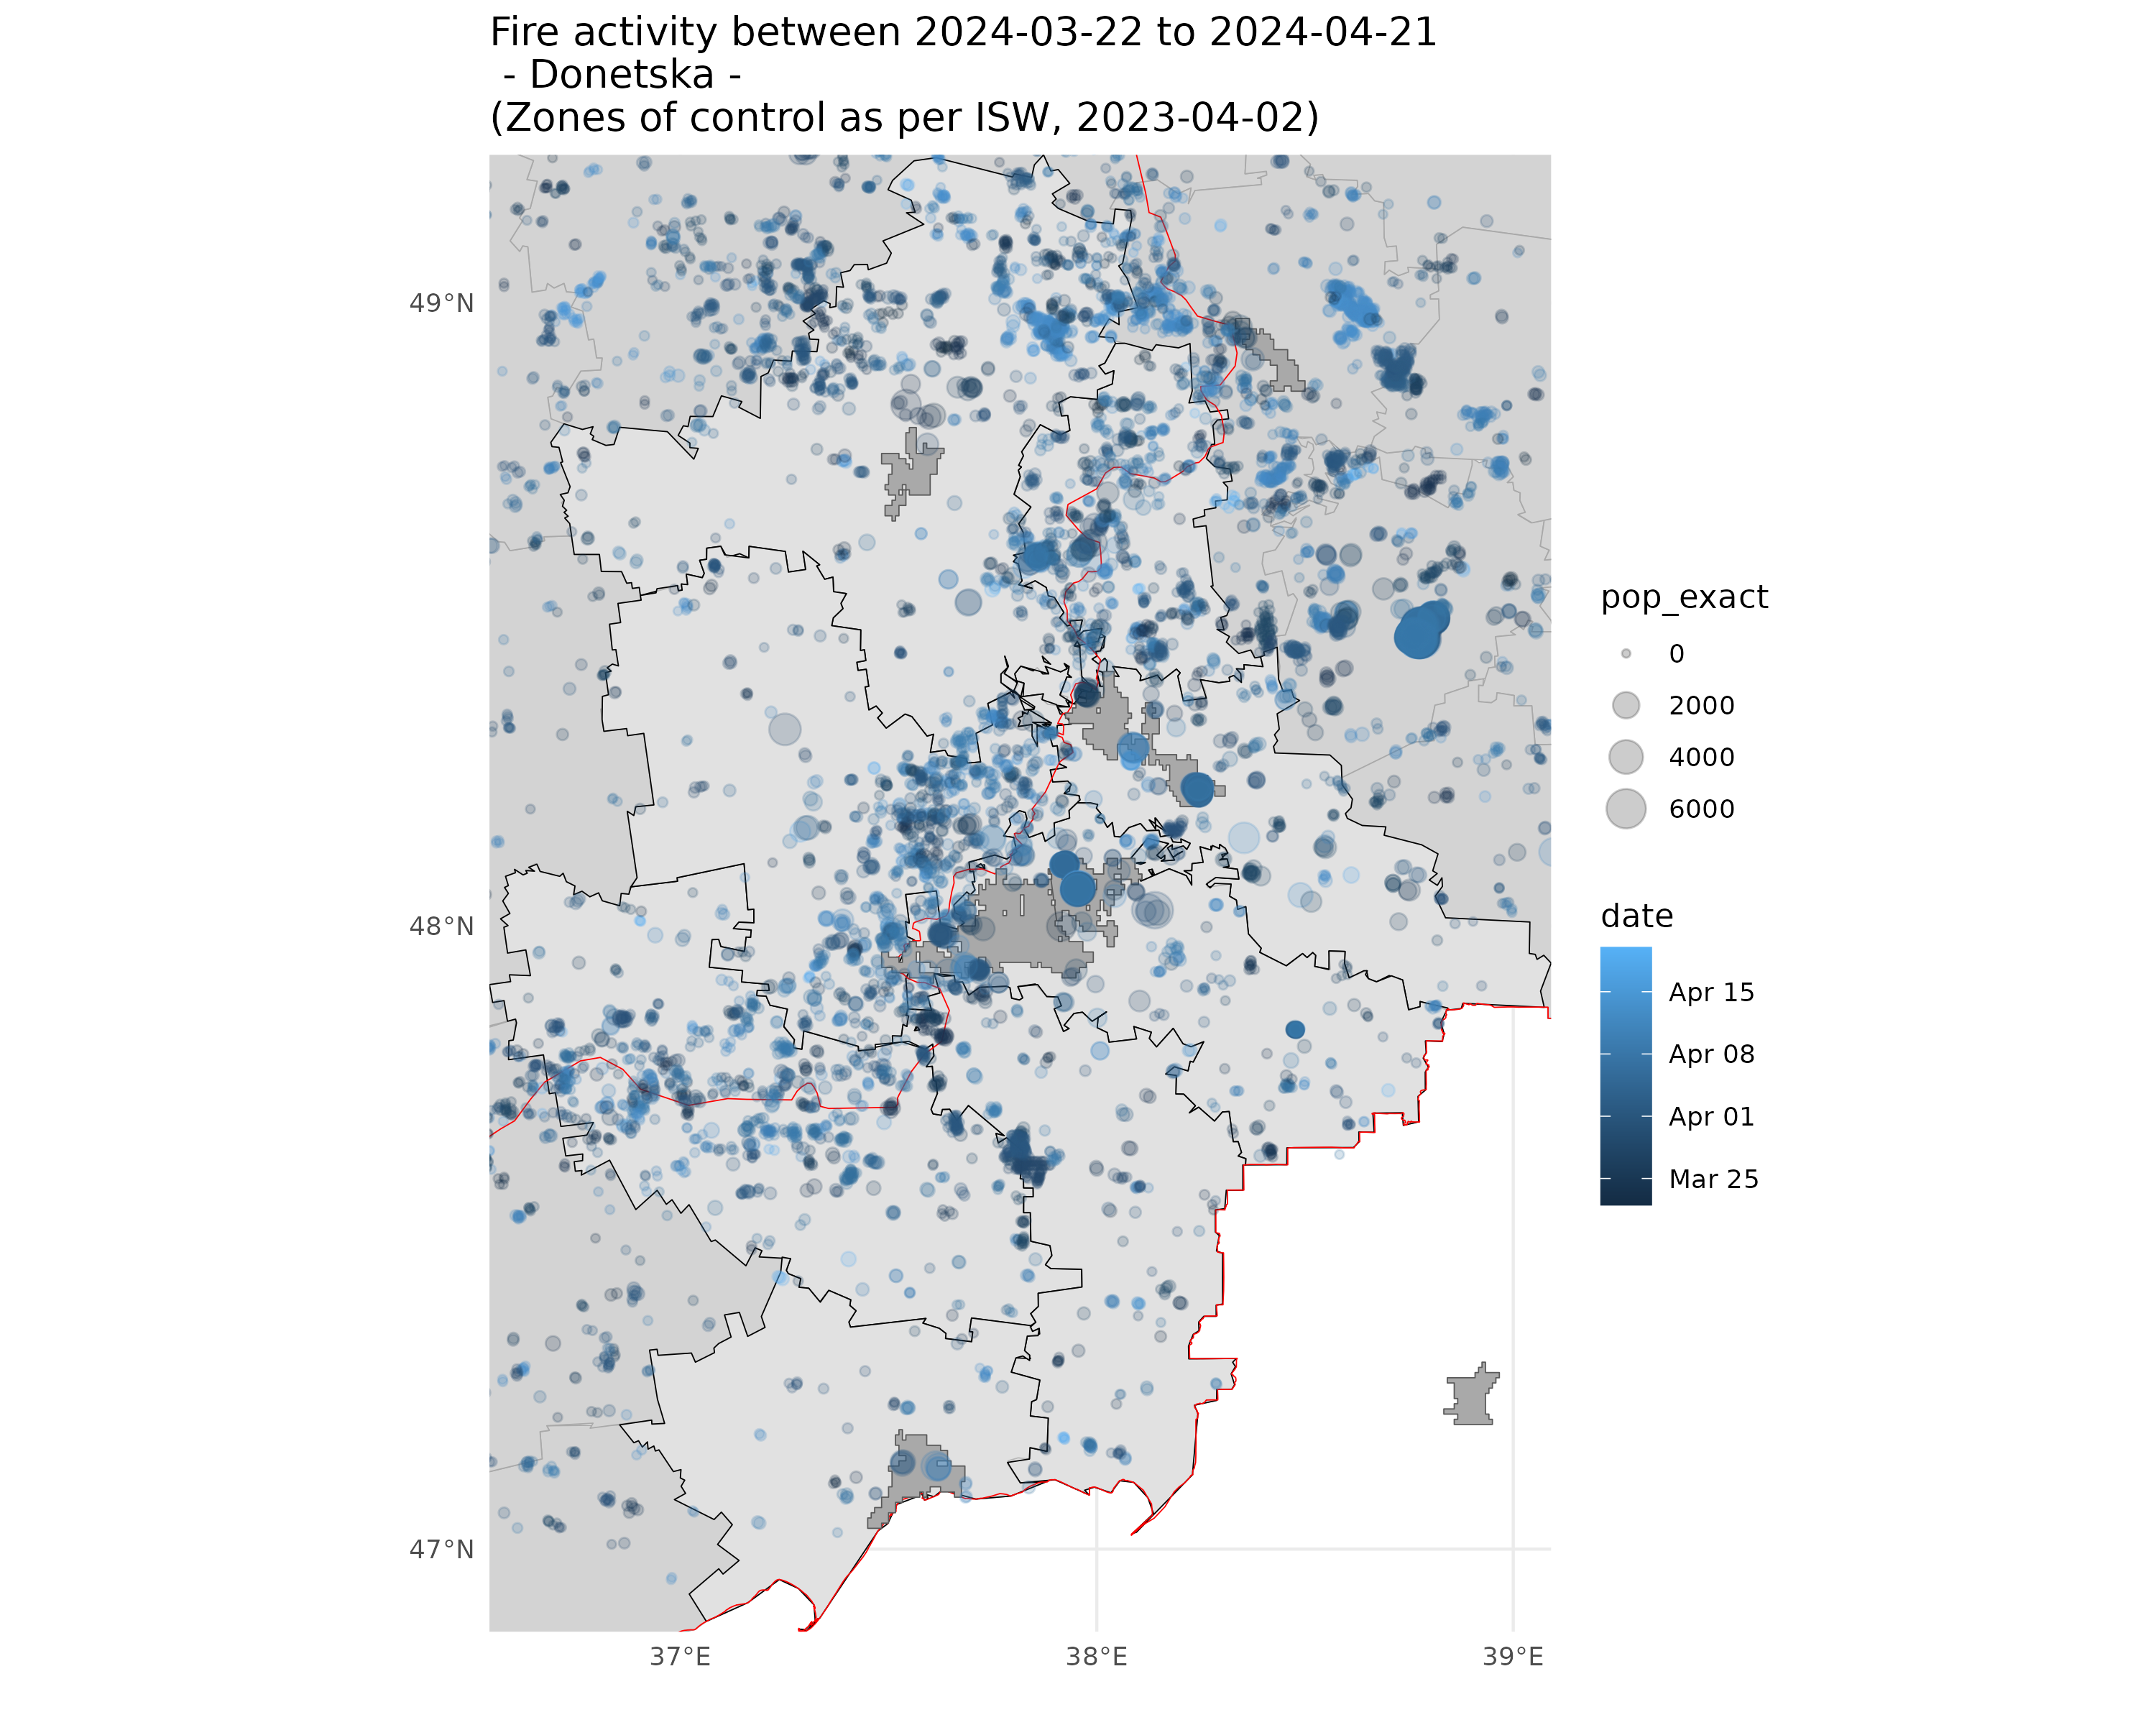 Fire activity between 2024-03-22 to 2024-04-21
- Donetska -
(Zones of control as per ISW, 2023-04-02)
49°N
48°N
47°N
37°E
38°E
39°E
pop_exact
0
2000
4000
6000
date
Apr 15
Apr 08
Apr 01
Mar 25